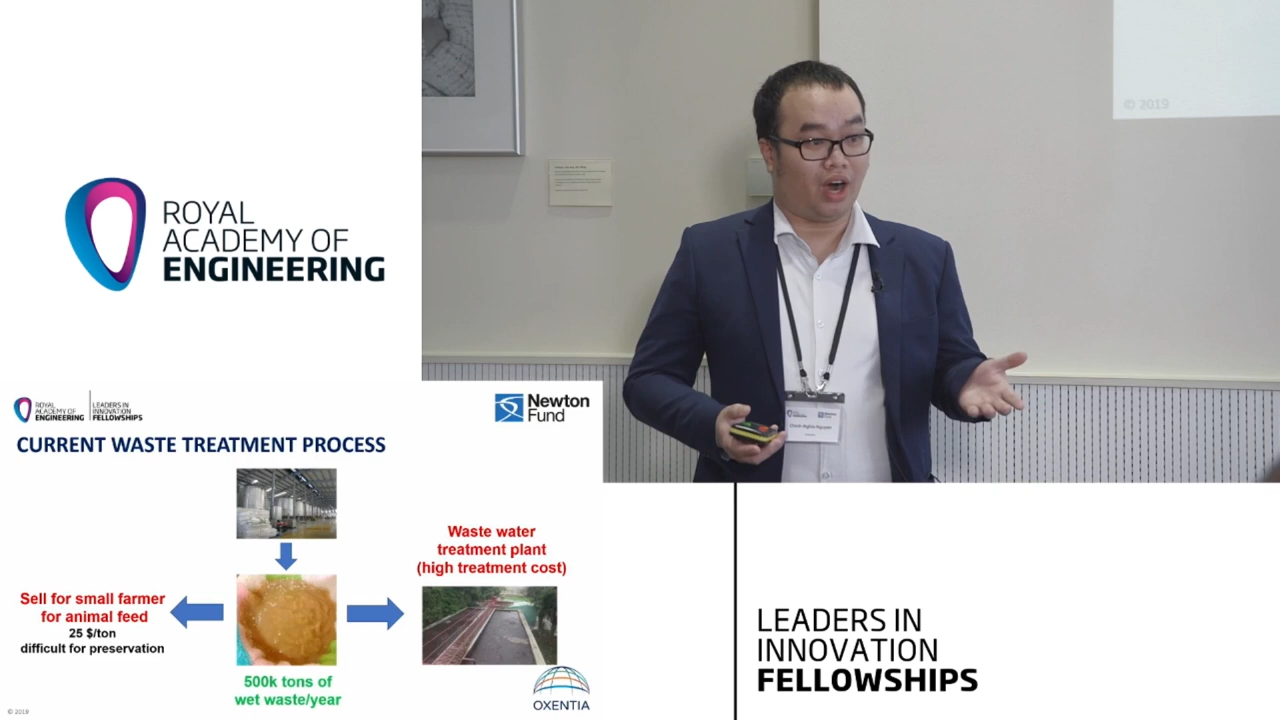 ROYAL
ACADEMY OF
ENGINEERING
© 2019
Newton
Fund
ROYAL
ACADEMY OF
ENGINEERING
LEADERS IN
INNOVATION
FELLOWSHIPS
Newton
Fund
CURRENT WASTE TREATMENT PROCESS
Waste water
treatment plant
(high treatment cost)
Sell for small farmer
for animal feed
25 $/ton
difficult for preservation
500k tons of
wet waste/year
OXENTIA
© 2019
LEADERS IN
INNOVATION
FELLOWSHIPS